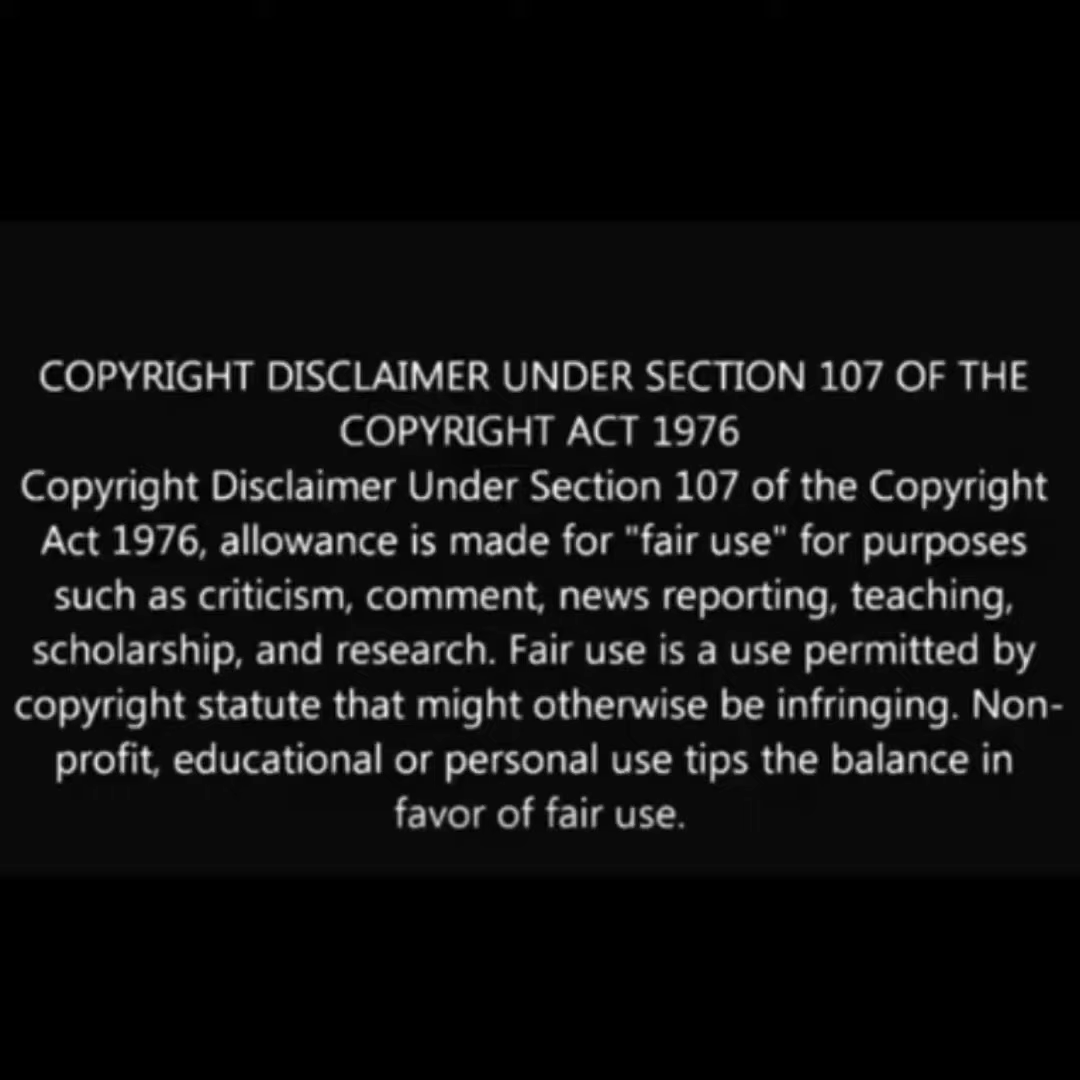 COPYRIGHT DISCLAIMER UNDER SECTION 107 OF THE
COPYRIGHT ACT 1976
Copyright Disclaimer Under Section 107 of the Copyright
Act 1976, allowance is made for "fair use" for purposes
such as criticism, comment, news reporting, teaching,
scholarship, and research. Fair use is a use permitted by
copyright statute that might otherwise be infringing. Non-
profit, educational or personal use tips the balance in
favor of fair use.